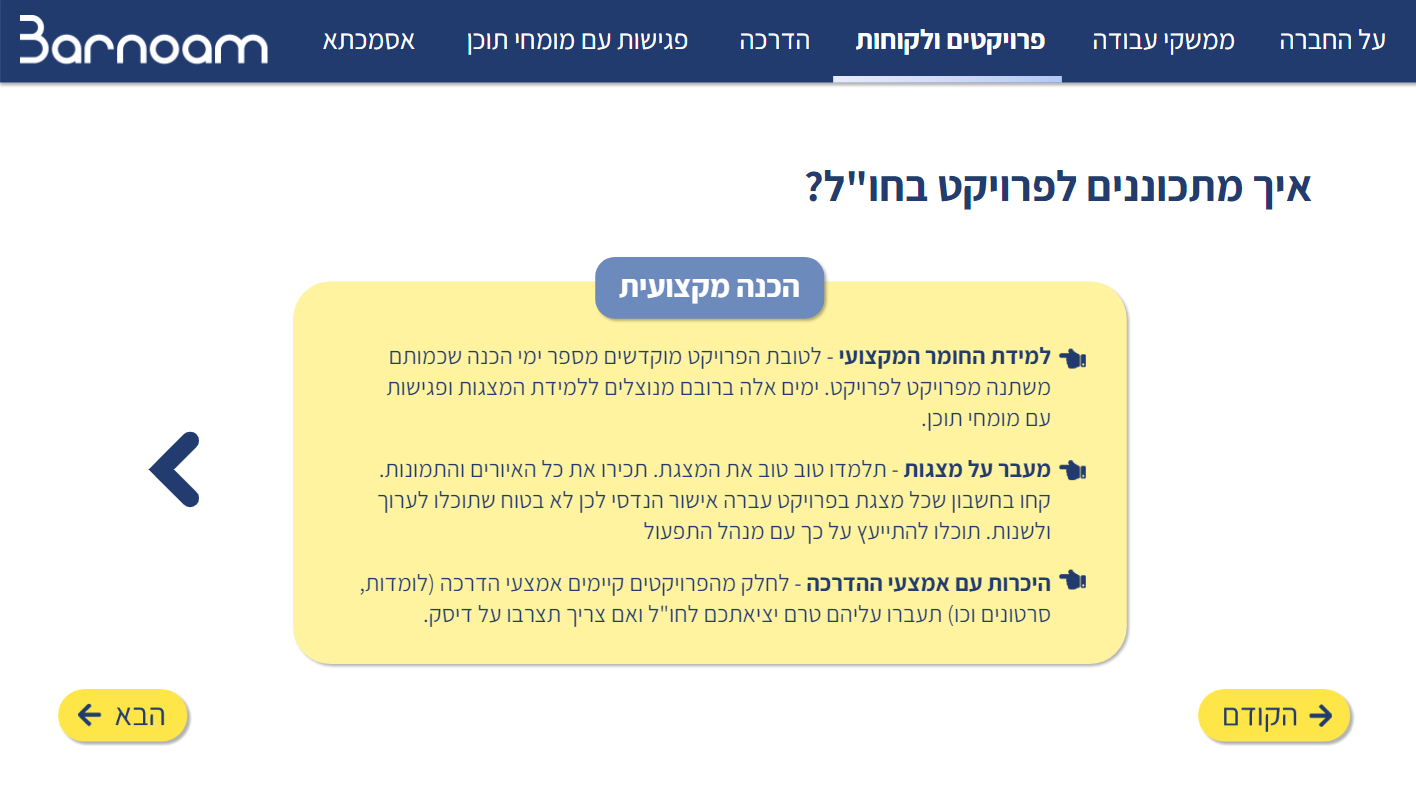 Barnoam
על החברה
ממשקי עבודה
פרויקטים ולקוחות
הדרכה
פגישות עם מומחי תוכן
אסמכתא
איך מתכוננים לפרויקט בחו"ל?
הכנה מקצועית
למידת החומר המקצועי - לטובת הפרויקט מוקדשים מספר ימי הכנה שכמותם
משתנה מפרויקט לפרויקט. ימים אלה ברובם מנוצלים ללמידת המצגות ופגישות
עם מומחי תוכן.
מעבר על מצגות - תלמדו טוב טוב את המצגת. תכירו את כל האיורים והתמונות.
קחו בחשבון שכל מצגת בפרויקט עברה אישור הנדסי לכן לא בטוח שתוכלו לערוך
ולשנות. תוכלו להתייעץ על כך עם מנהל התפעול
היכרות עם אמצעי ההדרכה - לחלק מהפרויקטים קיימים אמצעי הדרכה (לומדות,
סרטונים וכו) תעברו עליהם טרם יציאתכם לחו"ל ואם צריך תצרבו על דיסק.
הקודם
הבא